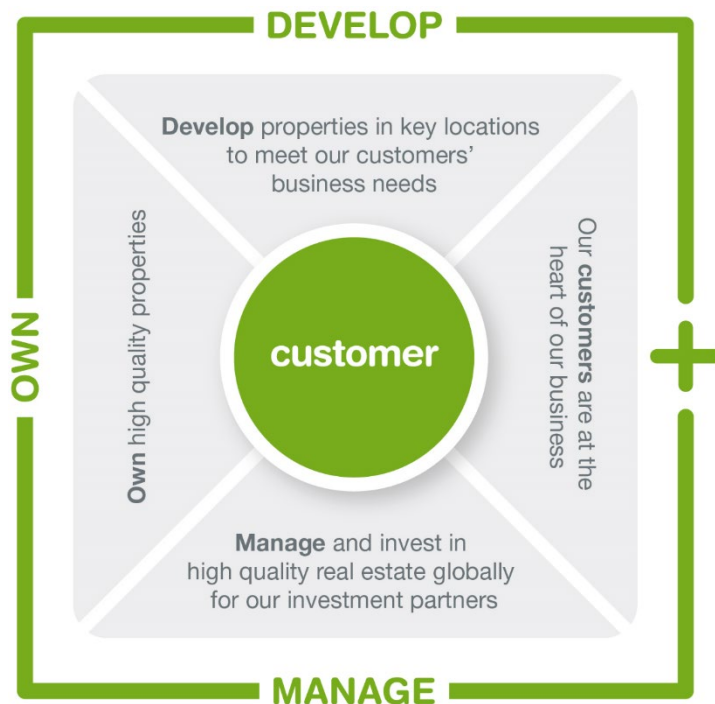 DEVELOP
Develop properties in key locations
to meet our customers’
business needs
OWN
Own high quality properties
customer
Our customers are at the
heart of our business
+
Manage and invest in
high quality real estate globally
for our investment partners
MANAGE